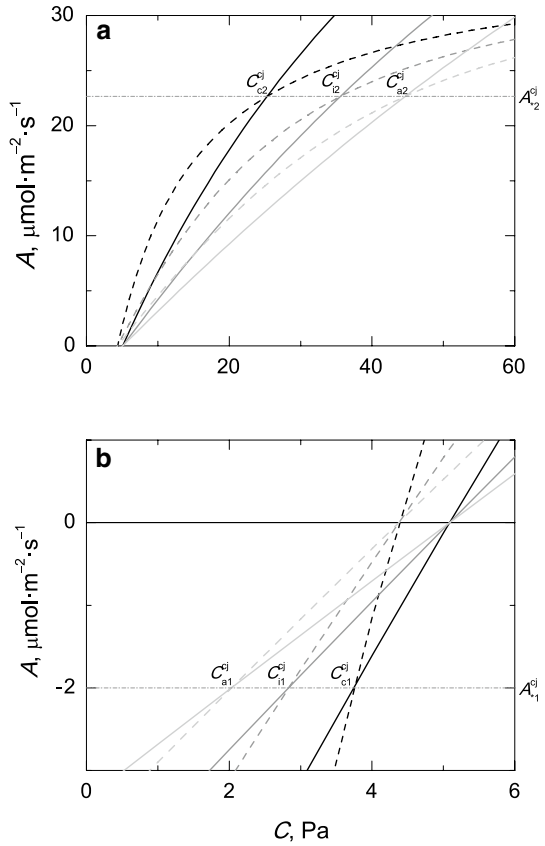 a
30
20
10
0
A, μmol·m⁻²·s⁻¹
C_c2^cj
C_i2^cj
C_a2^cj
A_*2^cj
0 20 40 60
b
0
-2
A, μmol·m⁻²·s⁻¹
C_a1^cj
C_i1^cj
C_c1^cj
A_*1^cj
0 2 4 6
C, Pa